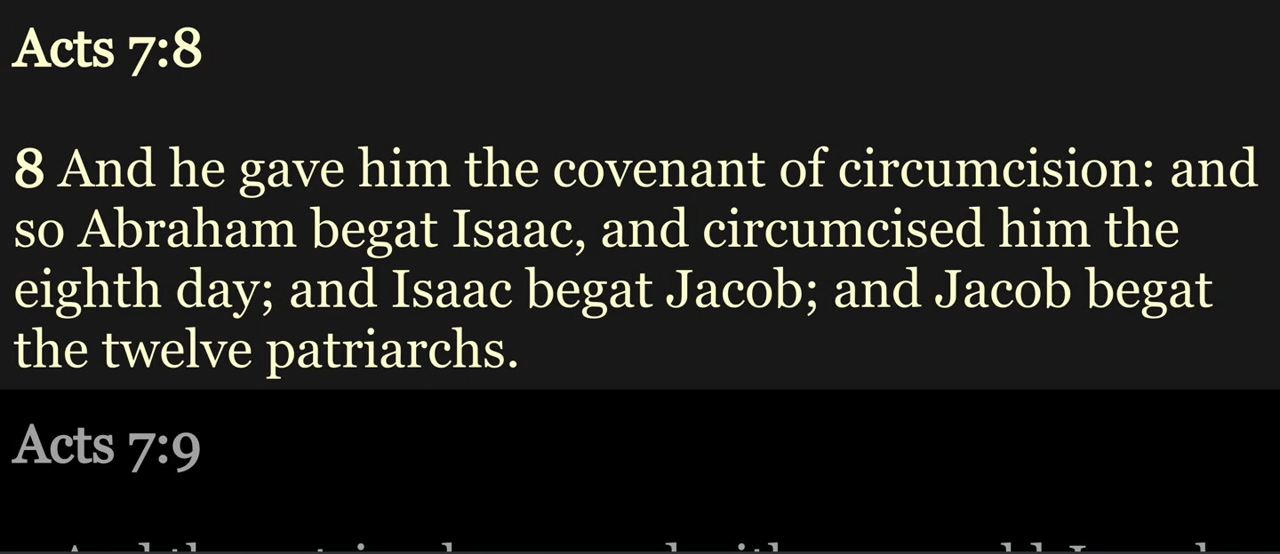 Acts 7:8
8 And he gave him the covenant of circumcision: and
so Abraham begat Isaac, and circumcised him the
eighth day; and Isaac begat Jacob; and Jacob begat
the twelve patriarchs.
Acts 7:9